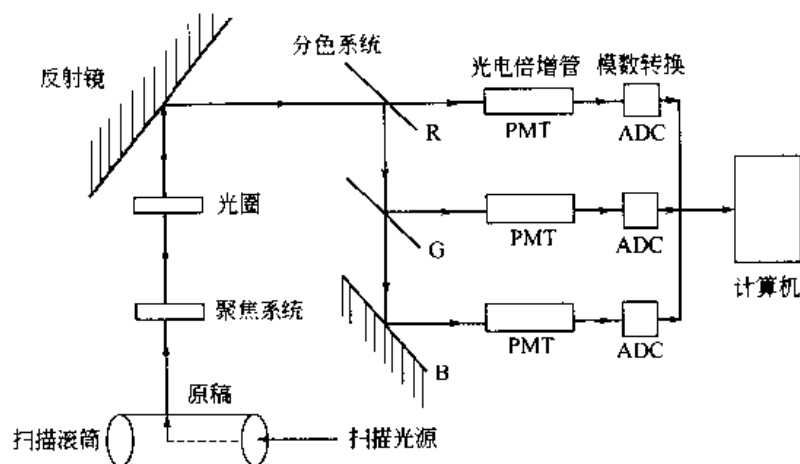 分色系统
反射镜
光电倍增管
模数转换
R
PMT
ADC
光圈
G
PMT
ADC
计算机
聚焦系统
B
PMT
ADC
原稿
扫描滚筒
扫描光源